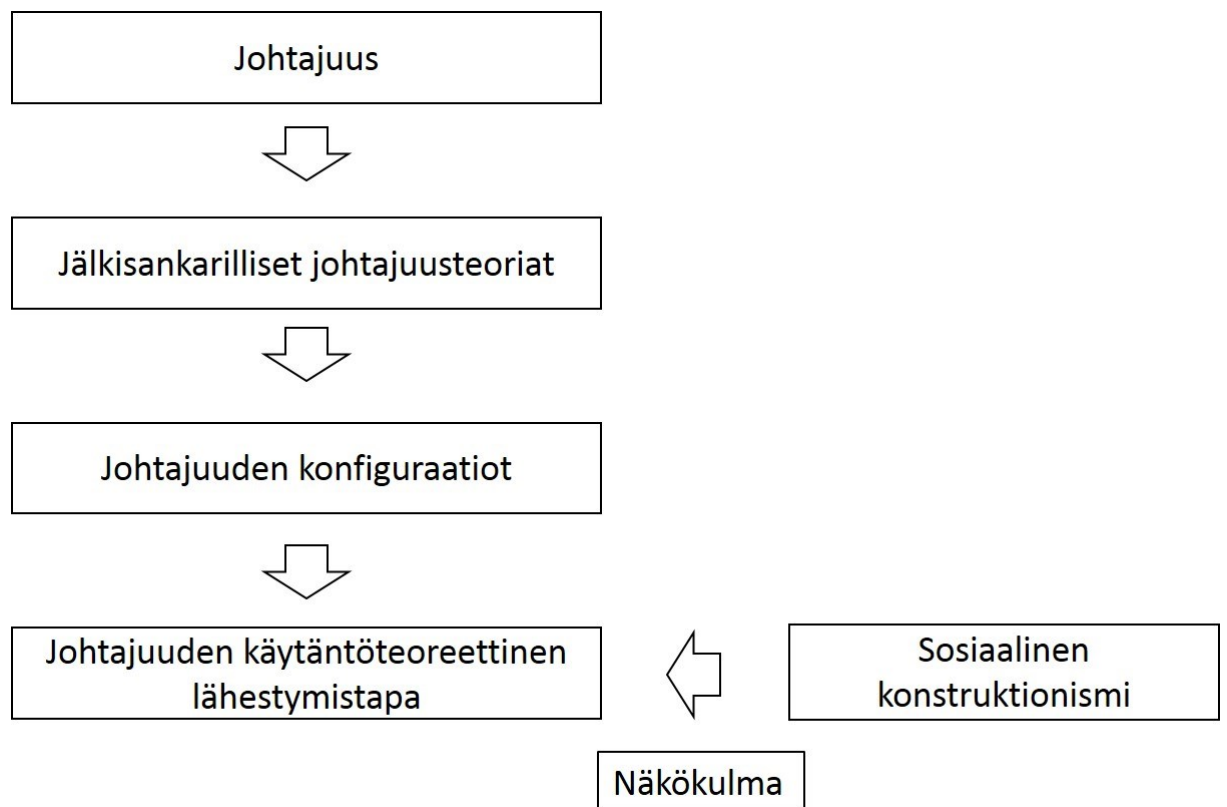 Johtajuus
Jälkisankarilliset johtajuusteoriat
Johtajuuden konfiguraatiot
Johtajuuden käytäntöteoreettinen
lähestymistapa
Sosiaalinen
konstruktionismi
Näkökulma